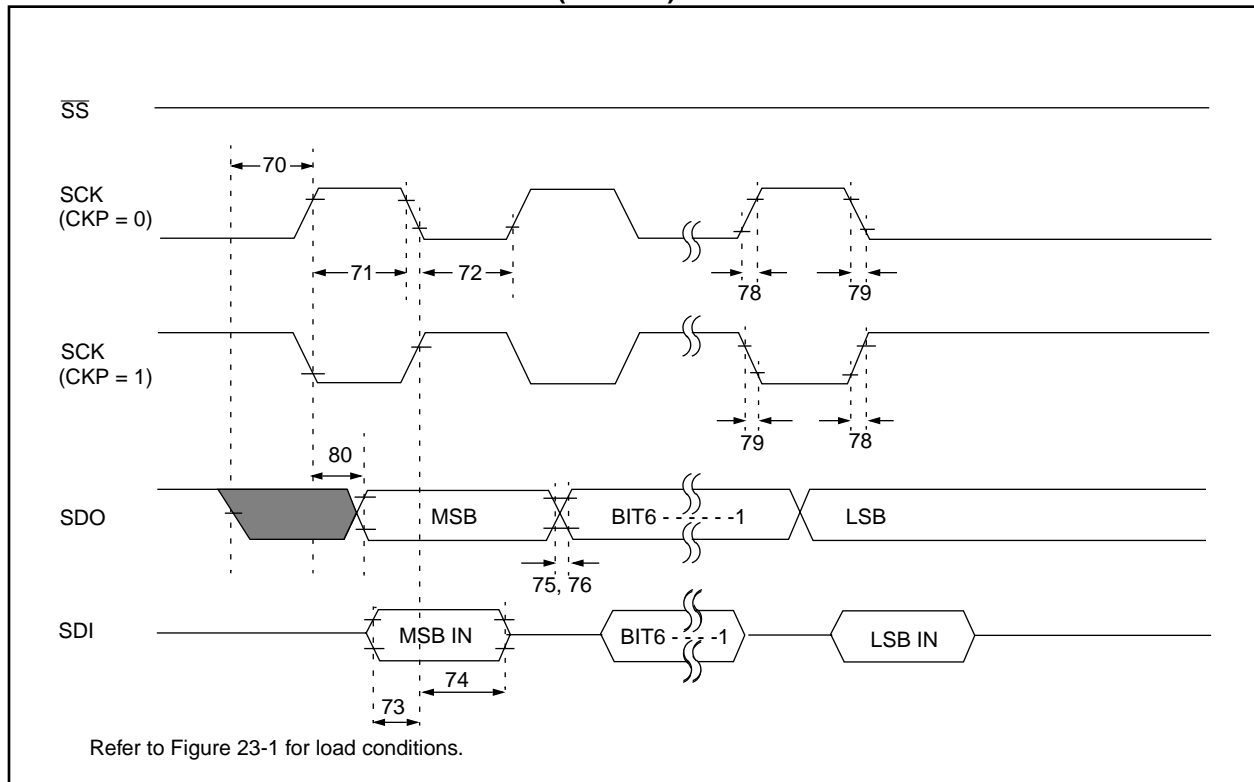 SS
70
SCK
(CKP = 0)
71
72
78
79
SCK
(CKP = 1)
79
78
80
SDO
MSB
BIT6 - - - - - -1
LSB
75, 76
SDI
MSB IN
BIT6 - - - - -1
LSB IN
74
73
Refer to Figure 23-1 for load conditions.